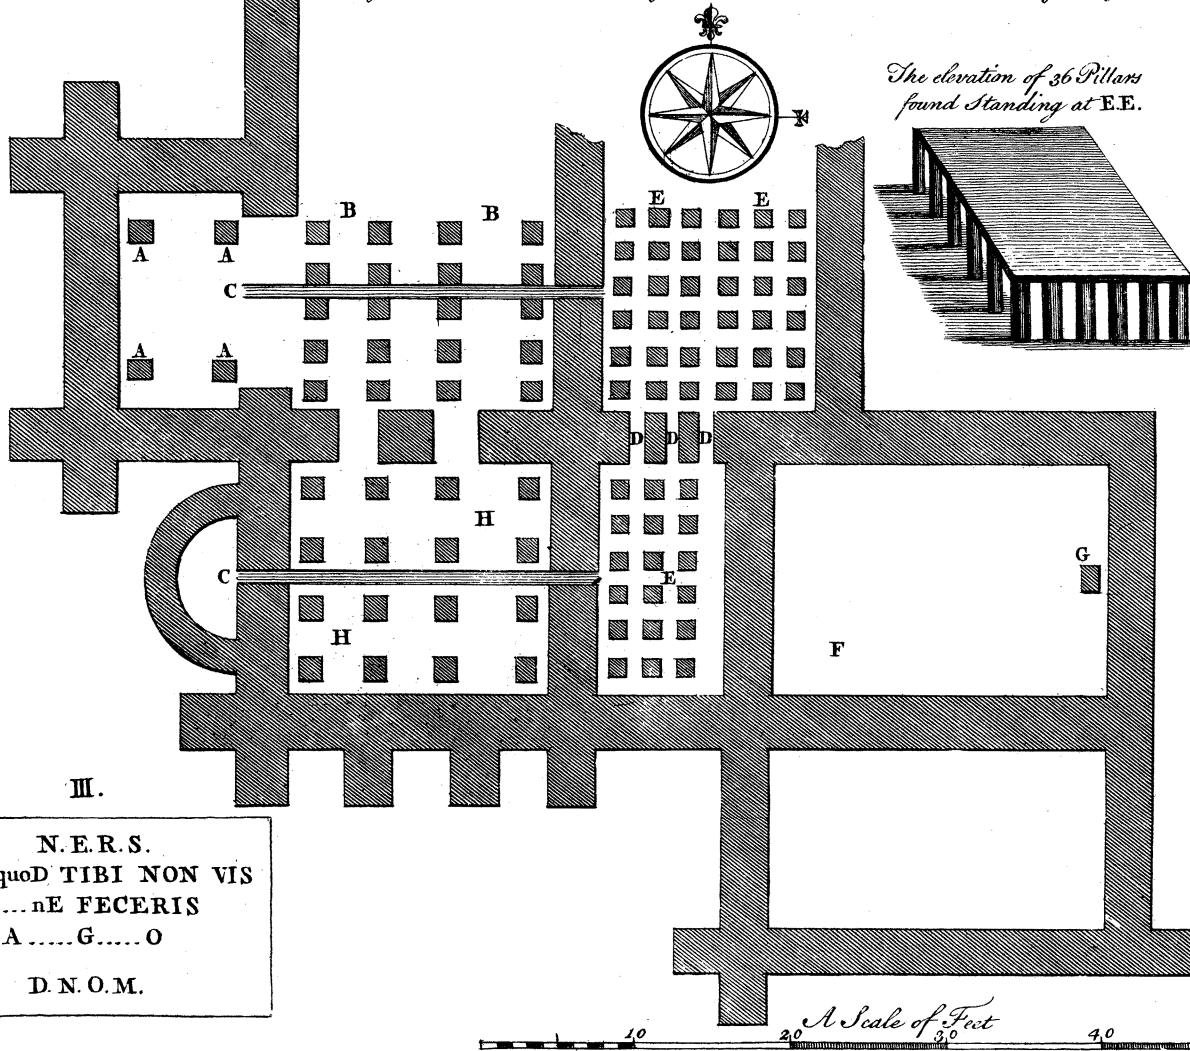 The elevation of 36 Pillars
found Standing at E.E.
E
B B E E
A A
C
A A
D D D
H
G
C E
H
F
III.
N.E.R.S.
quoD TIBI NON VIS
...nE FECERIS
A.....G.....O
D.N.O.M.
A Scale of Feet
10 20 30 40